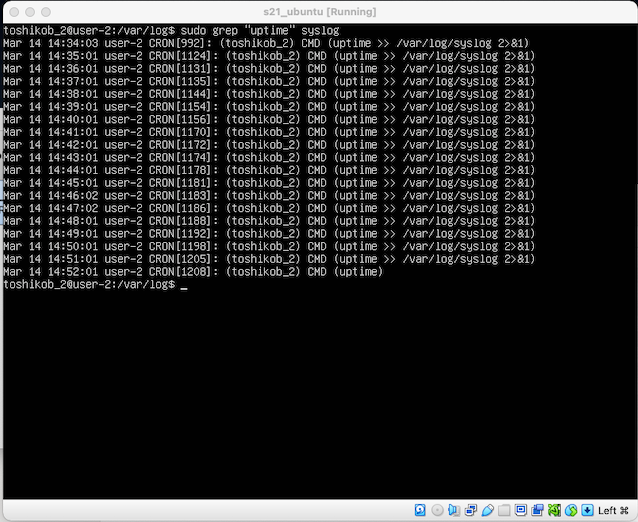 s21_ubuntu [Running]
toshikob_2@user-2:/var/log$ sudo grep "uptime" syslog
Mar 14 14:34:03 user-2 CRON[992]: (toshikob_2) CMD (uptime >> /var/log/syslog 2>&1)
Mar 14 14:35:01 user-2 CRON[1124]: (toshikob_2) CMD (uptime >> /var/log/syslog 2>&1)
Mar 14 14:36:01 user-2 CRON[1131]: (toshikob_2) CMD (uptime >> /var/log/syslog 2>&1)
Mar 14 14:37:01 user-2 CRON[1135]: (toshikob_2) CMD (uptime >> /var/log/syslog 2>&1)
Mar 14 14:38:01 user-2 CRON[1144]: (toshikob_2) CMD (uptime >> /var/log/syslog 2>&1)
Mar 14 14:39:01 user-2 CRON[1154]: (toshikob_2) CMD (uptime >> /var/log/syslog 2>&1)
Mar 14 14:40:01 user-2 CRON[1156]: (toshikob_2) CMD (uptime >> /var/log/syslog 2>&1)
Mar 14 14:41:01 user-2 CRON[1170]: (toshikob_2) CMD (uptime >> /var/log/syslog 2>&1)
Mar 14 14:42:01 user-2 CRON[1172]: (toshikob_2) CMD (uptime >> /var/log/syslog 2>&1)
Mar 14 14:43:01 user-2 CRON[1174]: (toshikob_2) CMD (uptime >> /var/log/syslog 2>&1)
Mar 14 14:44:01 user-2 CRON[1178]: (toshikob_2) CMD (uptime >> /var/log/syslog 2>&1)
Mar 14 14:45:01 user-2 CRON[1181]: (toshikob_2) CMD (uptime >> /var/log/syslog 2>&1)
Mar 14 14:46:02 user-2 CRON[1183]: (toshikob_2) CMD (uptime >> /var/log/syslog 2>&1)
Mar 14 14:47:02 user-2 CRON[1186]: (toshikob_2) CMD (uptime >> /var/log/syslog 2>&1)
Mar 14 14:48:01 user-2 CRON[1188]: (toshikob_2) CMD (uptime >> /var/log/syslog 2>&1)
Mar 14 14:49:01 user-2 CRON[1192]: (toshikob_2) CMD (uptime >> /var/log/syslog 2>&1)
Mar 14 14:50:01 user-2 CRON[1198]: (toshikob_2) CMD (uptime >> /var/log/syslog 2>&1)
Mar 14 14:51:01 user-2 CRON[1205]: (toshikob_2) CMD (uptime >> /var/log/syslog 2>&1)
Mar 14 14:52:01 user-2 CRON[1208]: (toshikob_2) CMD (uptime)
toshikob_2@user-2:/var/log$ _
Left ⌘